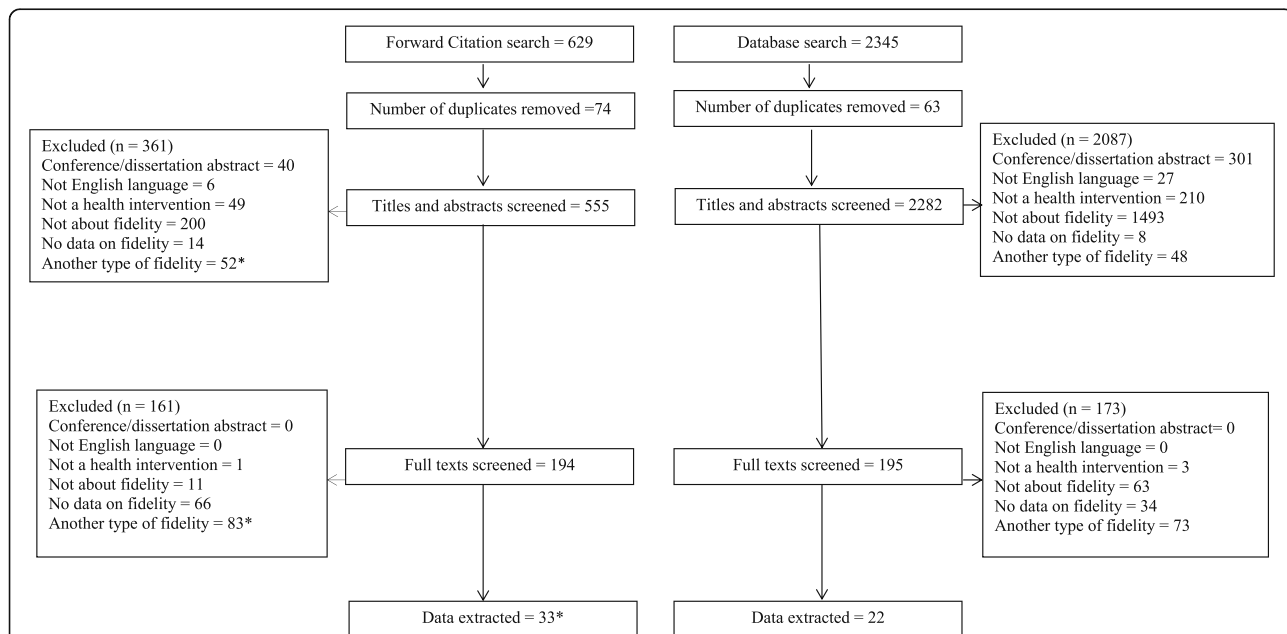 Forward Citation search = 629
Database search = 2345
Number of duplicates removed =74
Number of duplicates removed = 63
Excluded (n = 361)
Conference/dissertation abstract = 40
Not English language = 6
Not a health intervention = 49
Not about fidelity = 200
No data on fidelity = 14
Another type of fidelity = 52*
Titles and abstracts screened = 555
Titles and abstracts screened = 2282
Excluded (n = 2087)
Conference/dissertation abstract = 301
Not English language = 27
Not a health intervention = 210
Not about fidelity = 1493
No data on fidelity = 8
Another type of fidelity = 48
Excluded (n = 161)
Conference/dissertation abstract = 0
Not English language = 0
Not a health intervention = 1
Not about fidelity = 11
No data on fidelity = 66
Another type of fidelity = 83*
Full texts screened = 194
Full texts screened = 195
Excluded (n = 173)
Conference/dissertation abstract= 0
Not English language = 0
Not a health intervention = 3
Not about fidelity = 63
No data on fidelity = 34
Another type of fidelity = 73
Data extracted = 33*
Data extracted = 22